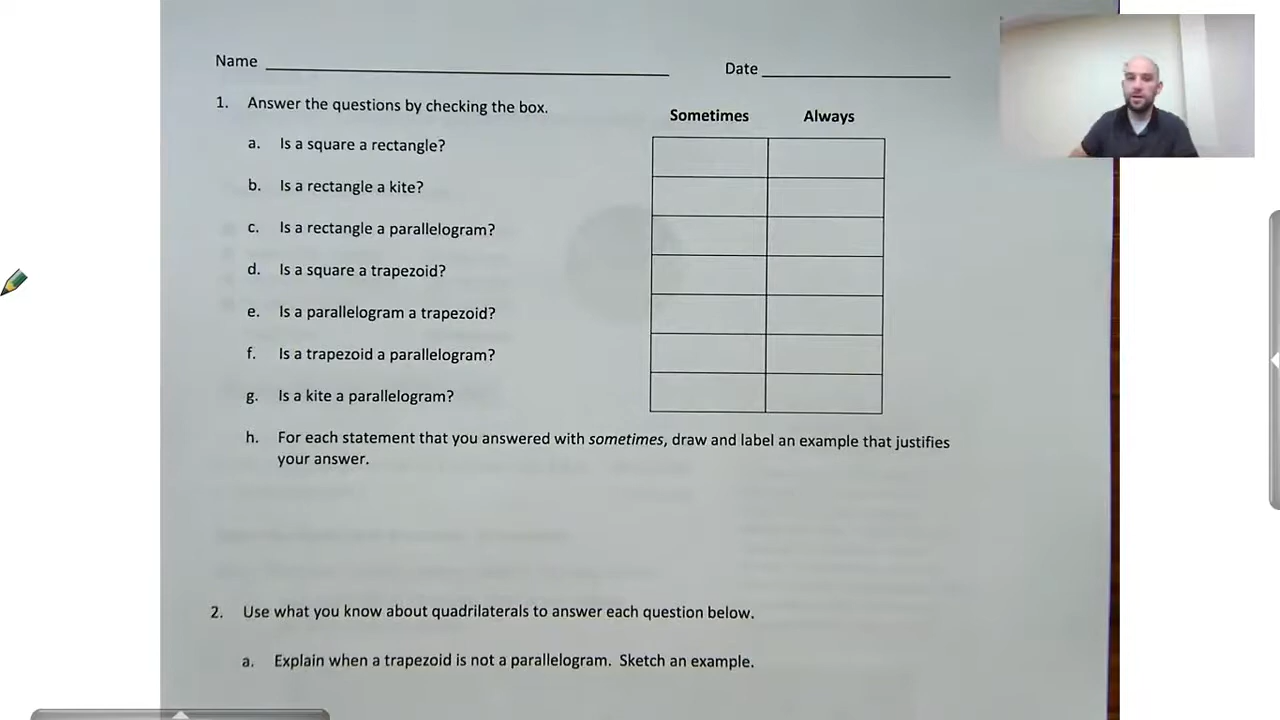 Name
Date
1. Answer the questions by checking the box.
Sometimes Always
a. Is a square a rectangle?
b. Is a rectangle a kite?
c. Is a rectangle a parallelogram?
d. Is a square a trapezoid?
e. Is a parallelogram a trapezoid?
f. Is a trapezoid a parallelogram?
g. Is a kite a parallelogram?
h. For each statement that you answered with sometimes, draw and label an example that justifies
your answer.
2. Use what you know about quadrilaterals to answer each question below.
a. Explain when a trapezoid is not a parallelogram. Sketch an example.